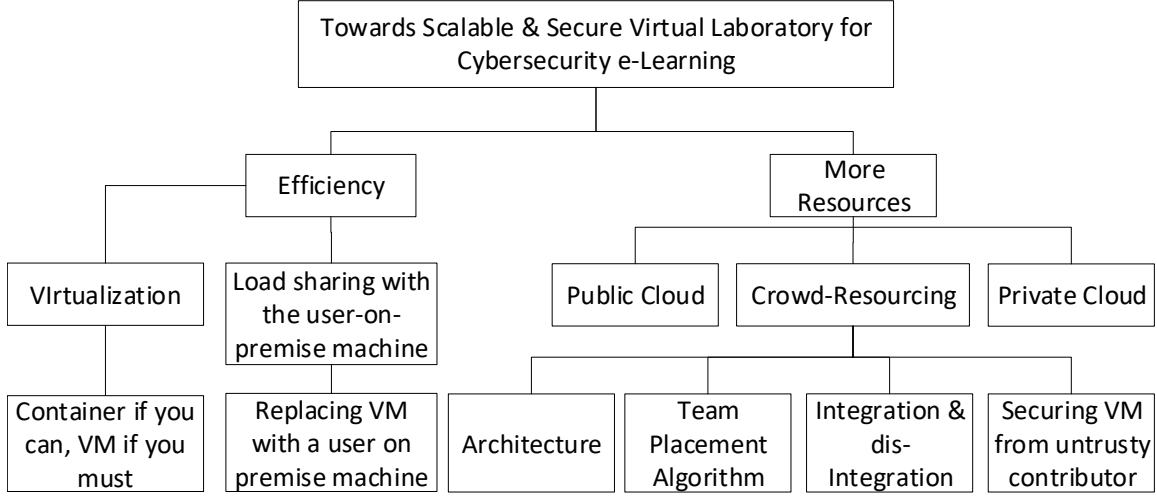 Towards Scalable & Secure Virtual Laboratory for
Cybersecurity e-Learning
Efficiency
More
Resources
VIrtualization
Load sharing with
the user-on-
premise machine
Public Cloud
Crowd-Resourcing
Private Cloud
Container if you
can, VM if you
must
Replacing VM
with a user on
premise machine
Architecture
Team
Placement
Algorithm
Integration &
dis-
Integration
Securing VM
from untrusty
contributor